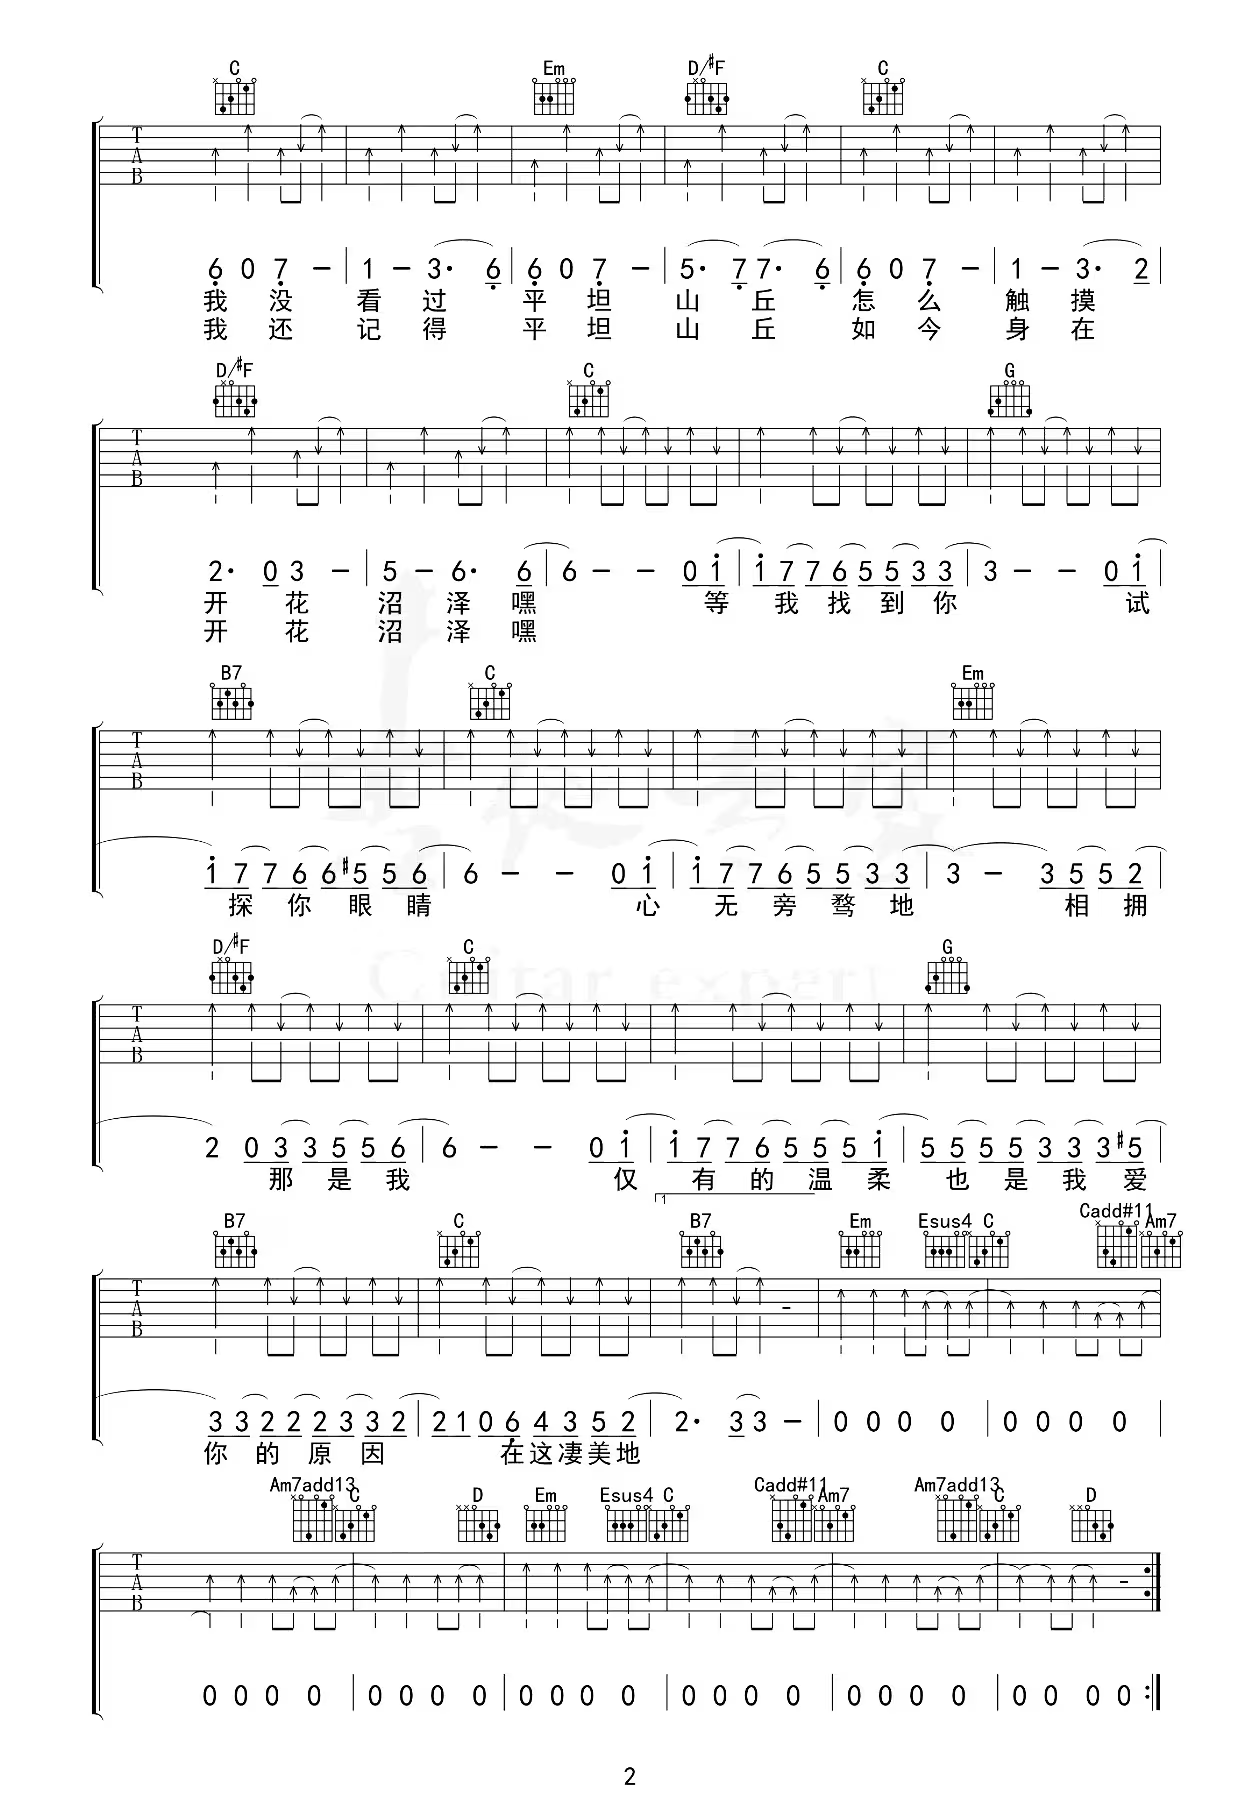 C Em D/#F C
T
A
B
6 0 7 - | 1 - 3· 6 | 6 0 7 - | 5· 7 7· 6 | 6 0 7 - | 1 - 3· 2 |
我 没 看 过 平 坦 山 丘 怎 么 触 摸
我 还 记 得 平 坦 山 丘 如 今 身 在
D/#F C G
T
A
B
2· 0 3 - | 5 - 6· 6 | 6 - - 0 1 | 1 7 7 6 5 5 3 3 | 3 - - 0 1 |
开 花 沼 泽 嘿 等 我 找 到 你 试
开 花 沼 泽 嘿
B7 C Em
T
A
B
1 7 7 6 6 #5 5 6 | 6 - - 0 1 | 1 7 7 6 5 5 3 3 | 3 - 3 5 5 2 |
探 你 眼 睛 心 无 旁 骛 地 相 拥
D/#F C G
Guitar expert
T
A
B
2 0 3 3 5 5 6 | 6 - - 0 1 | 1 7 7 6 5 5 5 1 | 5 5 5 5 3 3 3 #5 |
那 是 我 仅 有 的 温 柔 也 是 我 爱
1
B7 C B7 Em Esus4 C Cadd#11 Am7
T
A
B
3 3 2 2 2 3 3 2 | 2 1 0 6 4 3 5 2 | 2· 3 3 - | 0 0 0 0 | 0 0 0 0 |
你 的 原 因 在 这 凄 美 地
Am7add13 C D Em Esus4 C Cadd#11 Am7 Am7add13 C D
T
A
B
0 0 0 0 | 0 0 0 0 | 0 0 0 0 | 0 0 0 0 | 0 0 0 0 | 0 0 0 0 :|
2